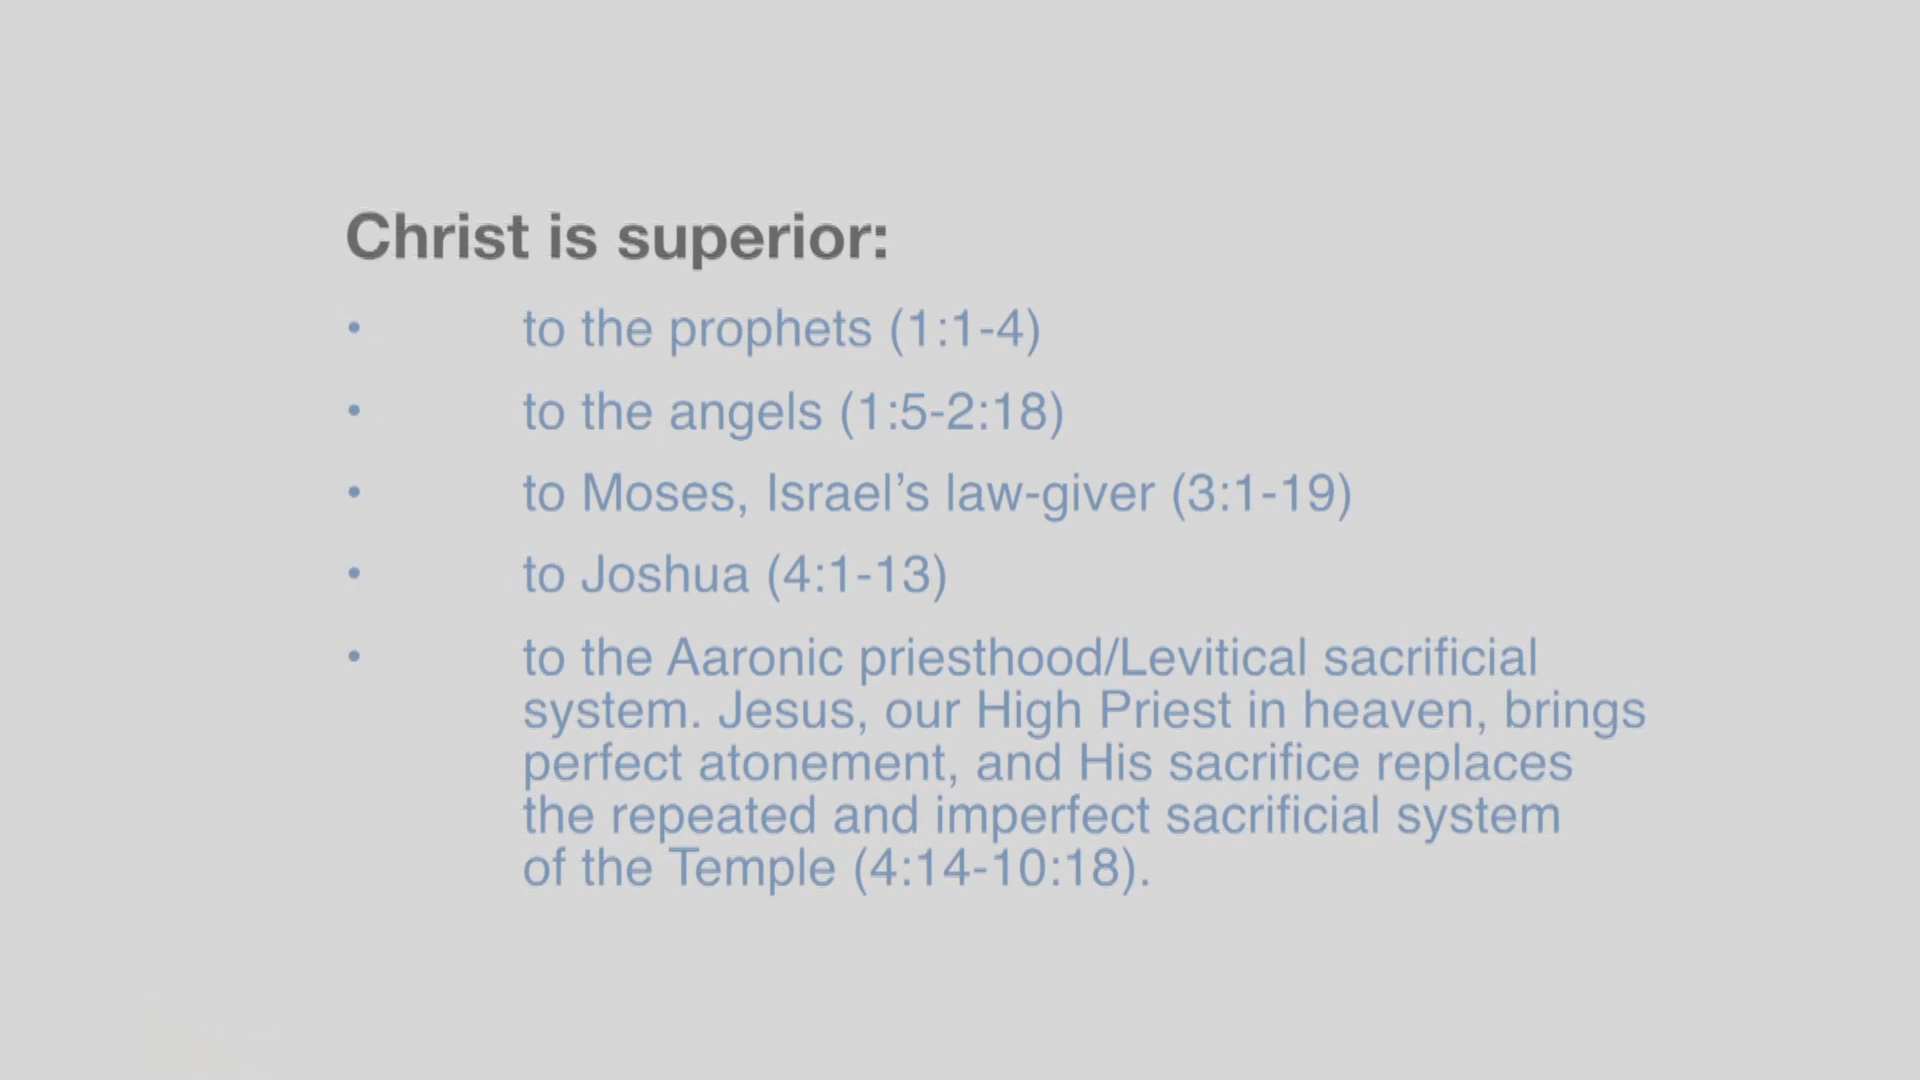 Christ is superior:
• to the prophets (1:1-4)
• to the angels (1:5-2:18)
• to Moses, Israel’s law-giver (3:1-19)
• to Joshua (4:1-13)
• to the Aaronic priesthood/Levitical sacrificial
system. Jesus, our High Priest in heaven, brings
perfect atonement, and His sacrifice replaces
the repeated and imperfect sacrificial system
of the Temple (4:14-10:18).